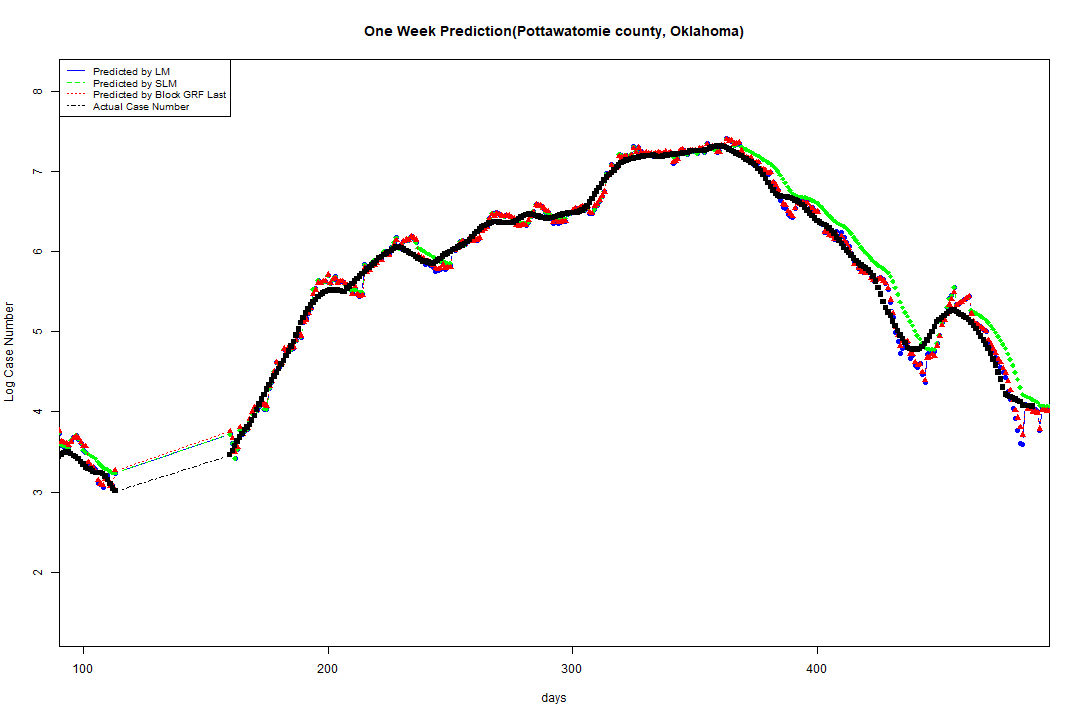 One Week Prediction(Pottawatomie county, Oklahoma)
Predicted by LM
Predicted by SLM
Predicted by Block GRF Last
Actual Case Number
8
7
6
5
4
3
2
Log Case Number
100 200 300 400
days